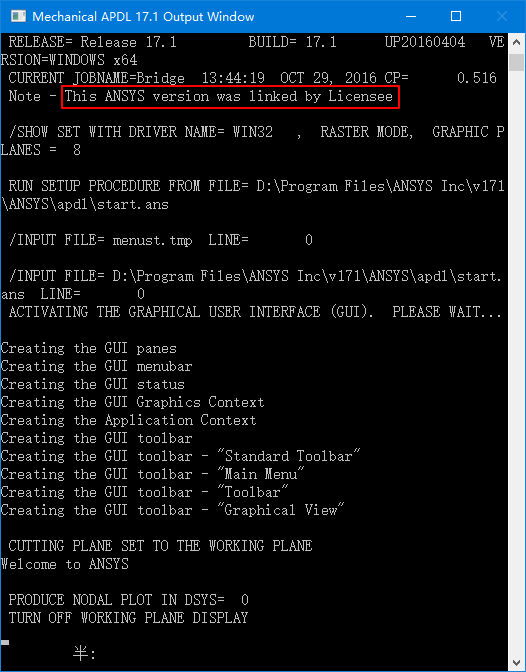 Mechanical APDL 17.1 Output Window
RELEASE= Release 17.1 BUILD= 17.1 UP20160404 VE
RSION=WINDOWS x64
CURRENT JOBNAME=Bridge 13:44:19 OCT 29, 2016 CP= 0.516
Note - This ANSYS version was linked by Licensee
/SHOW SET WITH DRIVER NAME= WIN32 , RASTER MODE, GRAPHIC P
LANES = 8
RUN SETUP PROCEDURE FROM FILE= D:\Program Files\ANSYS Inc\v171
\ANSYS\apdl\start.ans
/INPUT FILE= menust.tmp LINE= 0
/INPUT FILE= D:\Program Files\ANSYS Inc\v171\ANSYS\apdl\start.
ans LINE= 0
ACTIVATING THE GRAPHICAL USER INTERFACE (GUI). PLEASE WAIT...
Creating the GUI panes
Creating the GUI menubar
Creating the GUI status
Creating the GUI Graphics Context
Creating the Application Context
Creating the GUI toolbar
Creating the GUI toolbar - "Standard Toolbar"
Creating the GUI toolbar - "Main Menu"
Creating the GUI toolbar - "Toolbar"
Creating the GUI toolbar - "Graphical View"
CUTTING PLANE SET TO THE WORKING PLANE
Welcome to ANSYS
PRODUCE NODAL PLOT IN DSYS= 0
TURN OFF WORKING PLANE DISPLAY
半: